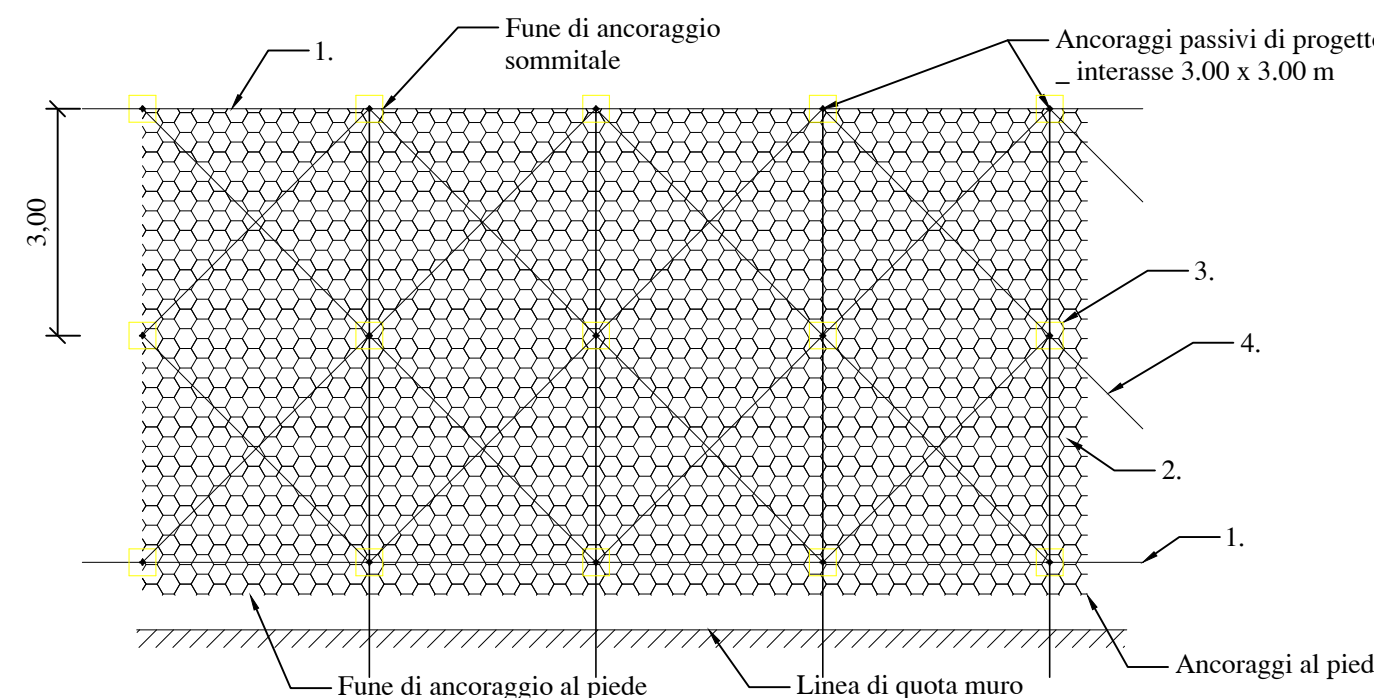 Fune di ancoraggio
sommitale
1.
Ancoraggi passivi di progetto
_ interasse 3.00 x 3.00 m
3,00
3.
4.
2.
1.
Ancoraggi al pied
Fune di ancoraggio al piede
Linea di quota muro